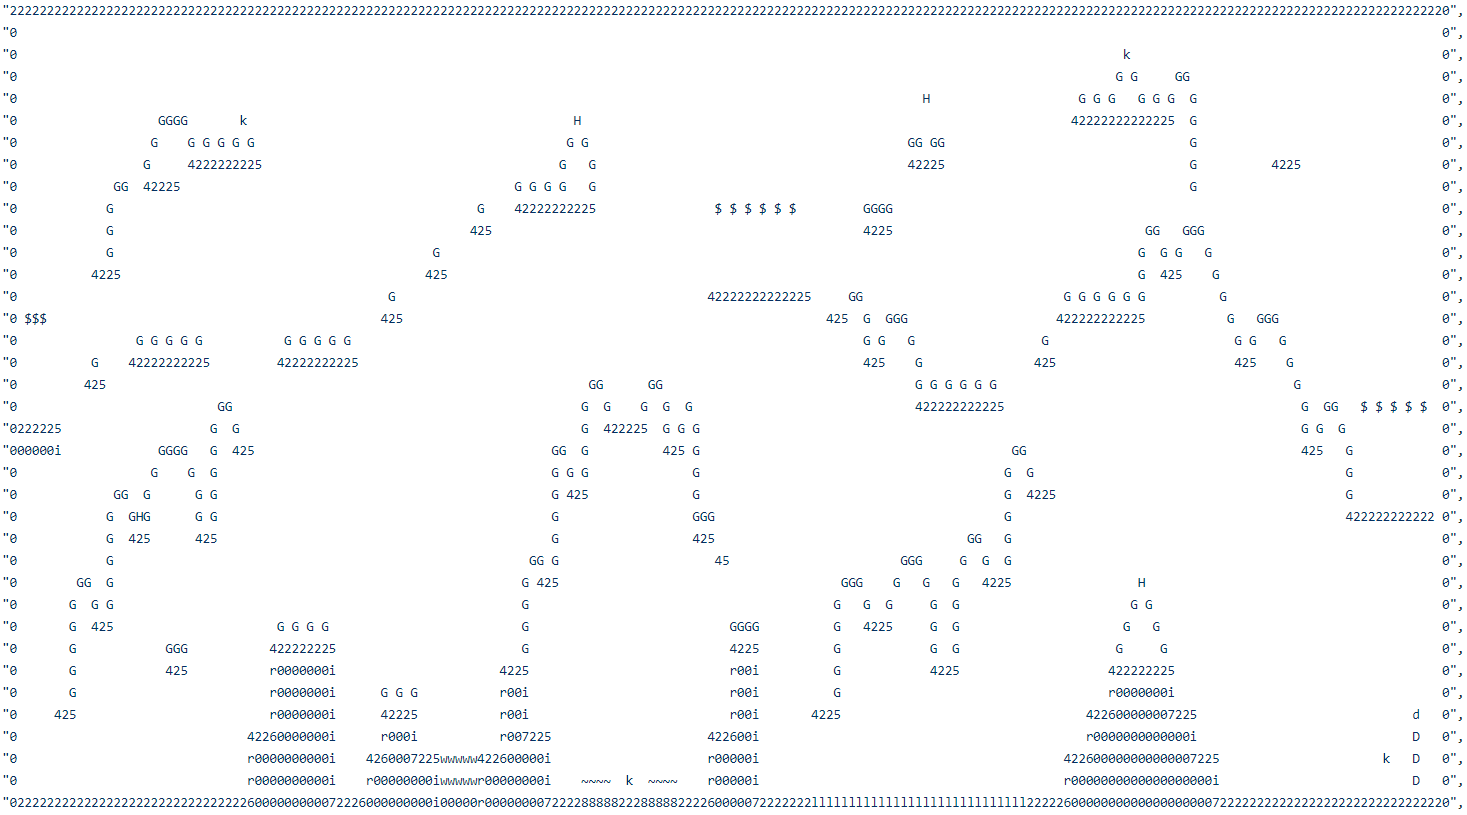 "22222222222222222222222222222222222222222222222222222222222222222222222222222222222222222222222222222222222222222222222222222222222222222222222222222222222222222222222222222222222222222222222220",
"0 0",
"0 k 0",
"0 G G GG 0",
"0 H G G G G G G G 0",
"0 GGGG k H 42222222222225 G 0",
"0 G G G G G G G G GG GG G 0",
"0 G 4222222225 G G 42225 G 4225 0",
"0 GG 42225 G G G G G G 0",
"0 G G 42222222225 $ $ $ $ $ $ GGGG 0",
"0 G 425 4225 GG GGG 0",
"0 G G G G G G 0",
"0 4225 425 G 425 G 0",
"0 G 42222222222225 GG G G G G G G G 0",
"0 $$$ 425 425 G GGG 422222222225 G GGG 0",
"0 G G G G G G G G G G G G G G G G G G 0",
"0 G 42222222225 42222222225 425 G 425 425 G 0",
"0 425 GG GG G G G G G G G 0",
"0 GG G G G G G 422222222225 G GG $ $ $ $ $ 0",
"0222225 G G G 422225 G G G G G G 0",
"000000i GGGG G 425 GG G 425 G GG 425 G 0",
"0 G G G G G G G G G G 0",
"0 GG G G G G 425 G G 4225 G 0",
"0 G GHG G G G GGG G 422222222222 0",
"0 G 425 425 G 425 GG G 0",
"0 G GG G 45 GGG G G G 0",
"0 GG G G 425 GGG G G G 4225 H 0",
"0 G G G G G G G G G G G 0",
"0 G 425 G G G G G GGGG G 4225 G G G G 0",
"0 G GGG 422222225 G 4225 G G G G G 0",
"0 G 425 r0000000i 4225 r00i G 4225 422222225 0",
"0 G r0000000i G G G r00i r00i G r0000000i 0",
"0 425 r0000000i 42225 r00i r00i 4225 422600000007225 d 0",
"0 42260000000i r000i r007225 422600i r0000000000000i D 0",
"0 r0000000000i 4260007225wwwww422600000i r00000i 422600000000000007225 k D 0",
"0 r0000000000i r00000000iwwwwwr00000000i ~~~~ k ~~~~ r00000i r0000000000000000000i D 0",
"0222222222222222222222222222222260000000000722260000000000i00000r00000000722228888822288888222260000072222222lllllllllllllllllllllllllllll22222600000000000000000072222222222222222222222222222220",